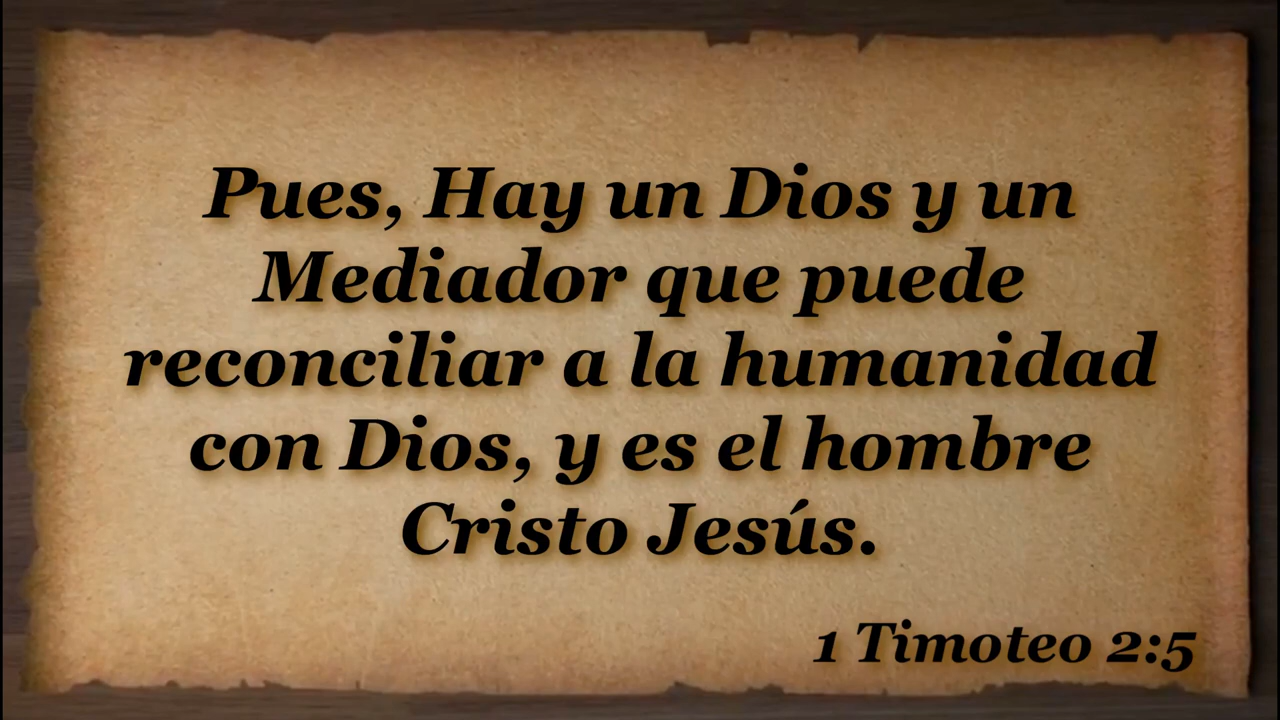 Pues, Hay un Dios y un
Mediador que puede
reconciliar a la humanidad
con Dios, y es el hombre
Cristo Jesús.
1 Timoteo 2:5